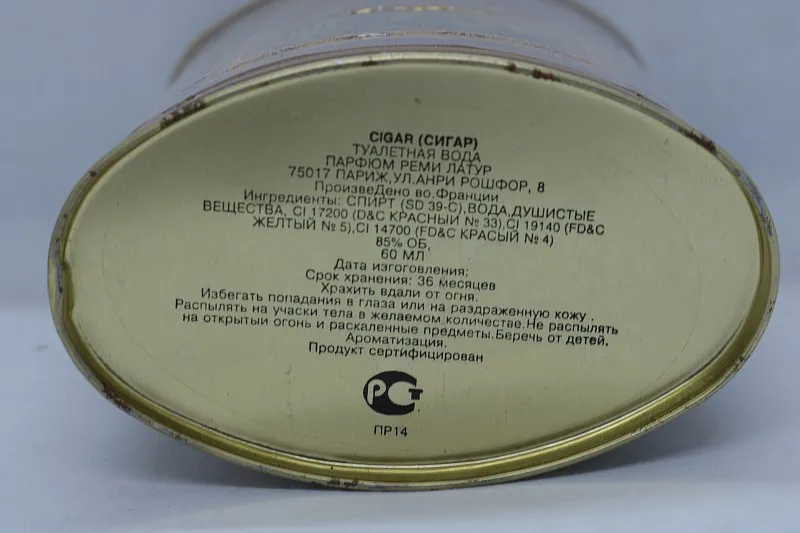 CIGAR (СИГАР)
ТУАЛЕТНАЯ ВОДА
ПАРФЮМ РЕМИ ЛАТУР
75017 ПАРИЖ,УЛ.АНРИ РОШФОР, 8
ПроизвеДено во.Франции
Ингредиенты: СПИРТ (SD 39-C),ВОДА,ДУШИСТЫЕ
ВЕЩЕСТВА, CI 17200 (D&C КРАСНЫЙ № 33),CI 19140 (FD&C
ЖЕЛТЫЙ № 5),CI 14700 (FD&C КРАСЫЙ № 4)
85% ОБ,
60 МЛ
Дата изгоговления:
Срок хранения: 36 месяцев
Храхить вдали от огня.
Избегать попадания в глаза или на раздраженную кожу .
Распылять на учаски тела в желаемом количестве.Не распылять
на открытыи огонь и раскаленные предметы.Беречь от детей.
Ароматизация.
Продукт сертифицирован
РСТ
ПР14